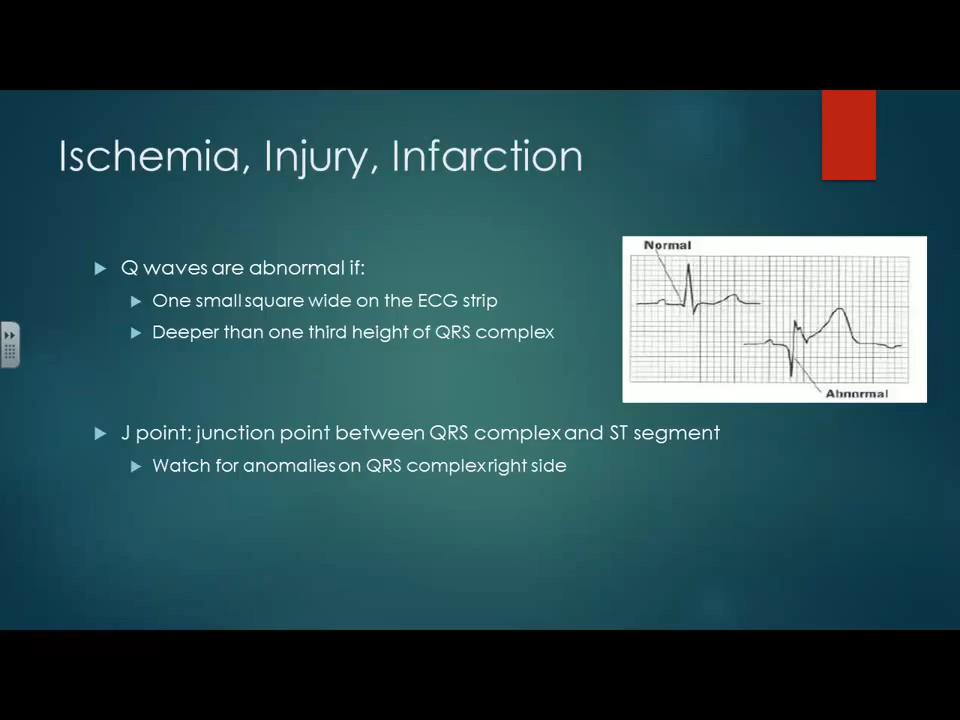 Ischemia, Injury, Infarction
Q waves are abnormal if:
One small square wide on the ECG strip
Deeper than one third height of QRS complex
Normal
Abnormal
J point: junction point between QRS complex and ST segment
Watch for anomalies on QRS complex right side